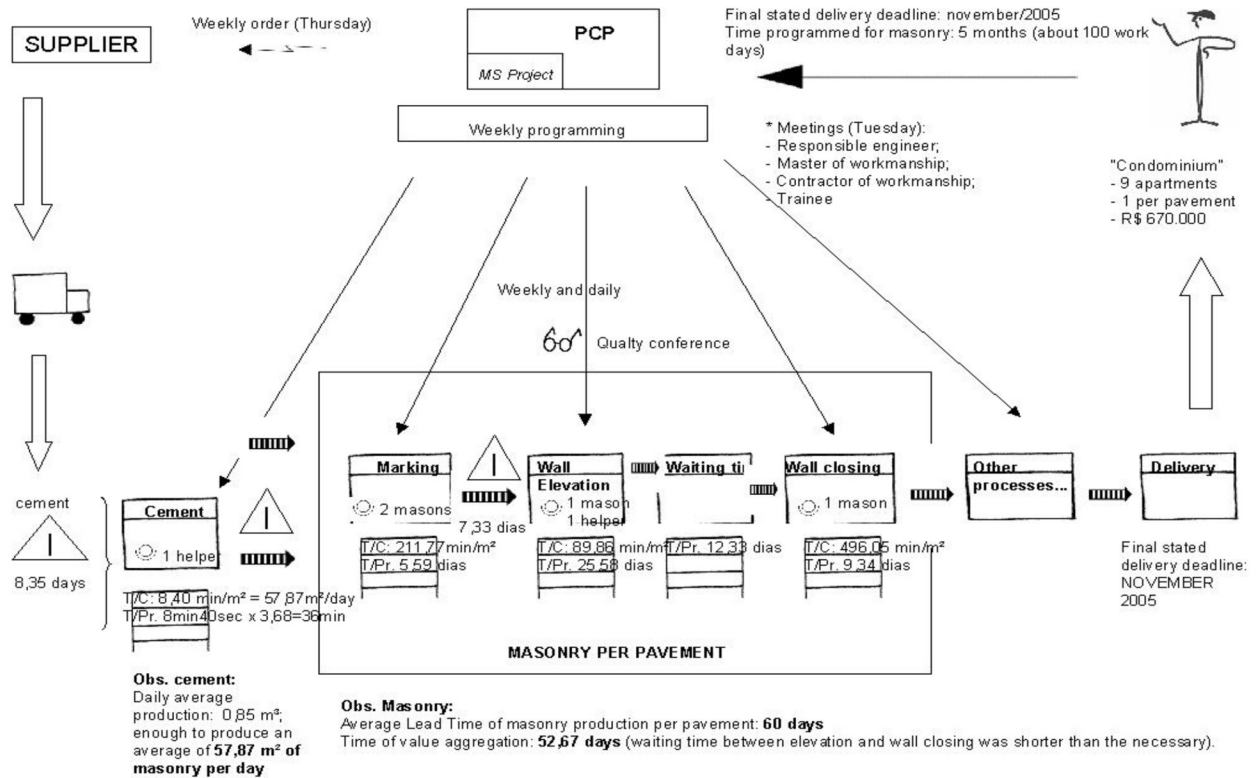 SUPPLIER
Weekly order (Thursday)
PCP
MS Project
Weekly programming
Final stated delivery deadline: november/2005
Time programmed for masonry: 5 months (about 100 work
days)
* Meetings (Tuesday):
- Responsible engineer;
- Master of workmanship;
- Contractor of workmanship;
- Trainee
"Condominium"
- 9 apartments
- 1 per pavement
- R$ 670.000
Weekly and daily
Qualty conference
cement
I
8,35 days
Cement
1 helper
T/C: 8,40 min/m² = 57,87m²/day
T/Pr. 8min40sec x 3,68=36min
I
Marking
2 masons
T/C: 211,77min/m²
T/Pr. 5,59 dias
I
7,33 dias
Wall
Elevation
1 mason
1 helper
T/C: 89,86 min/m²
T/Pr. 25,58 dias
Waiting ti
T/Pr. 12,33 dias
Wall closing
1 mason
T/C: 496,05 min/m²
T/Pr. 9,34 dias
Other
processes...
Delivery
Final stated
delivery deadline:
NOVEMBER
2005
MASONRY PER PAVEMENT
Obs. cement:
Daily average
production: 0,85 m³;
enough to produce an
average of 57,87 m² of
masonry per day
Obs. Masonry:
Average Lead Time of masonry production per pavement: 60 days
Time of value aggregation: 52,67 days (waiting time between elevation and wall closing was shorter than the necessary).